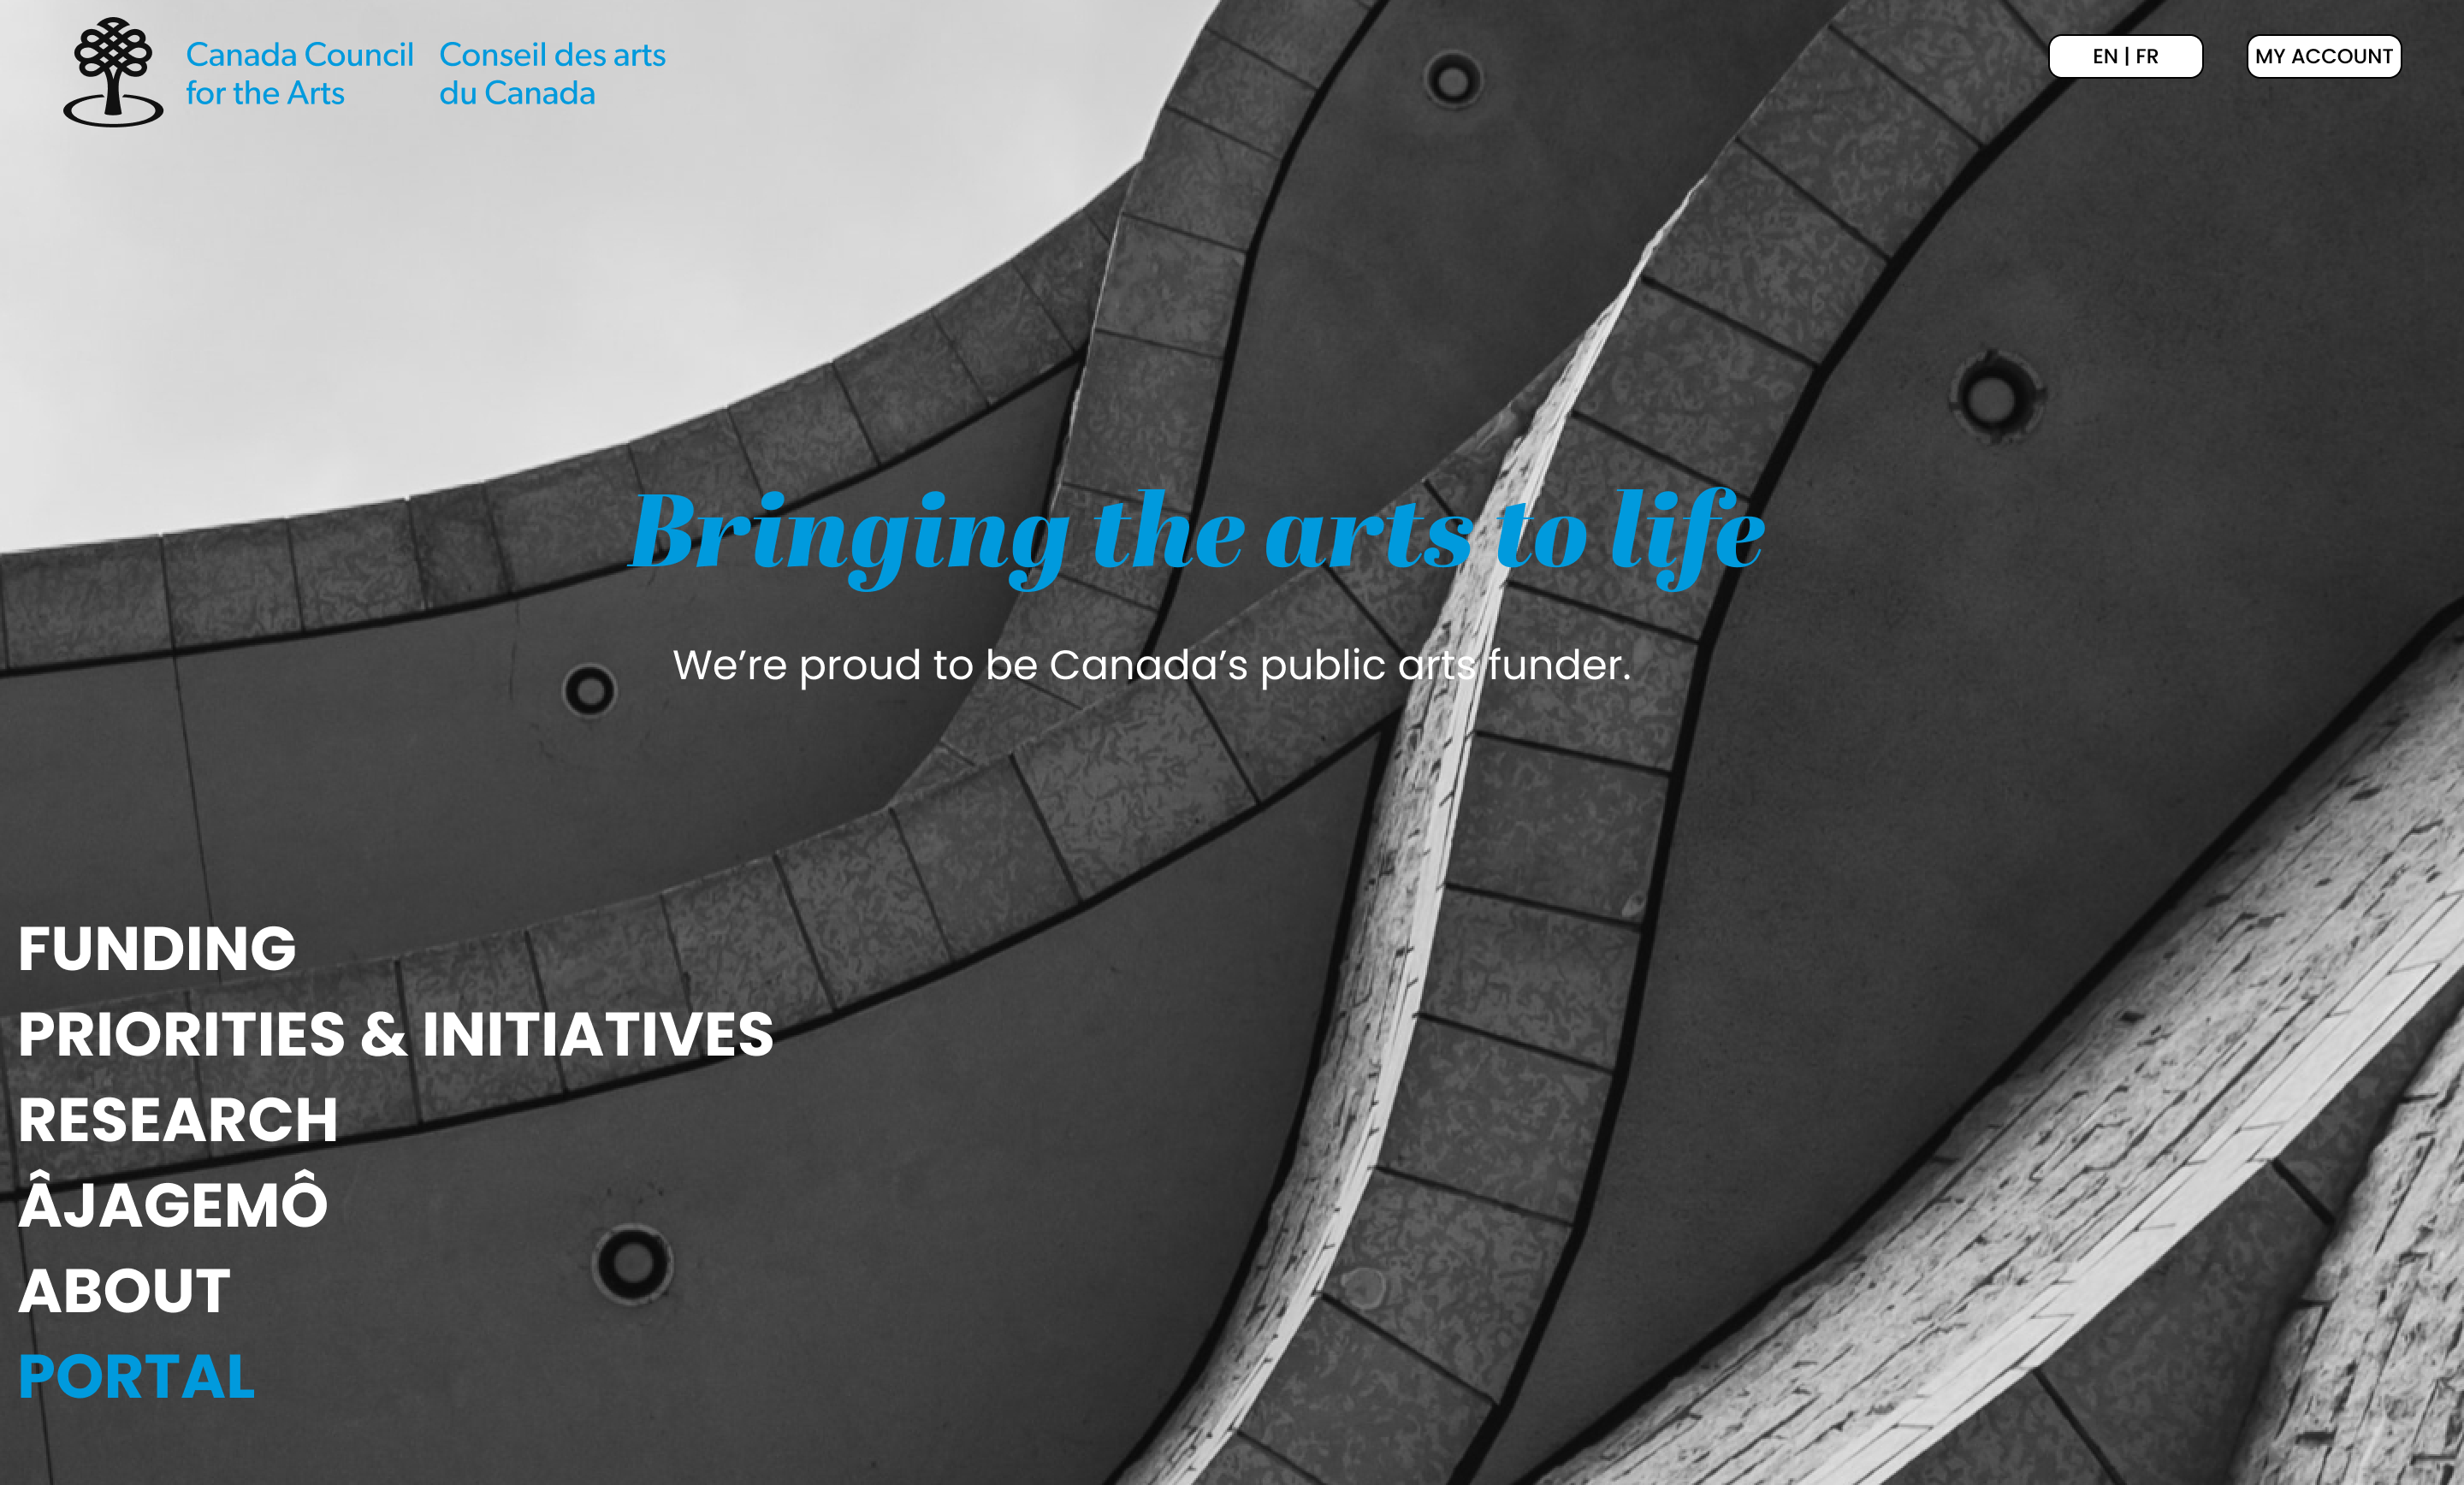 Canada Council
for the Arts
Conseil des arts
du Canada
EN | FR
MY ACCOUNT
Bringing the arts to life
We’re proud to be Canada’s public arts funder.
FUNDING
PRIORITIES & INITIATIVES
RESEARCH
ÂJAGEMÔ
ABOUT
PORTAL